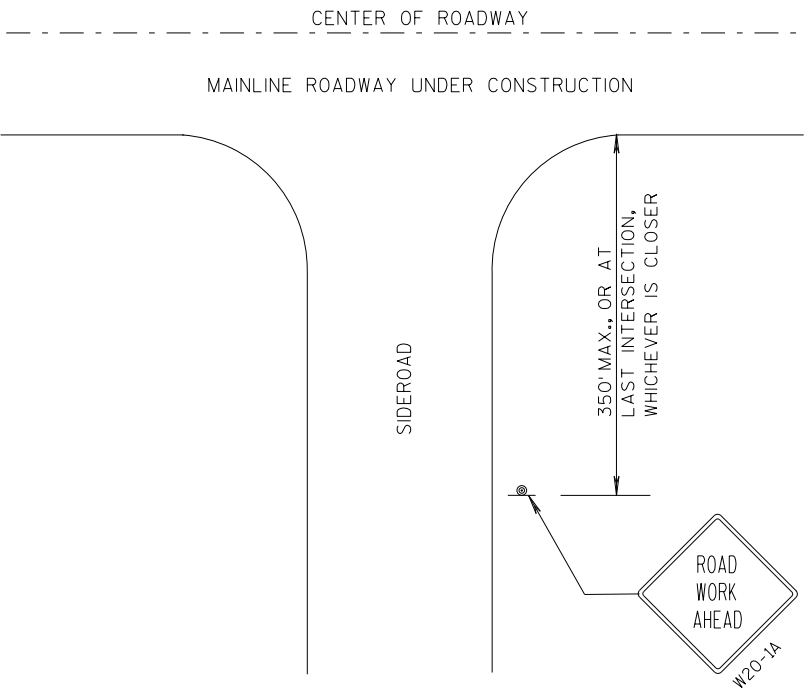 CENTER OF ROADWAY
MAINLINE ROADWAY UNDER CONSTRUCTION
350' MAX., OR AT
LAST INTERSECTION,
WHICHEVER IS CLOSER
SIDEROAD
ROAD
WORK
AHEAD
W20-1A